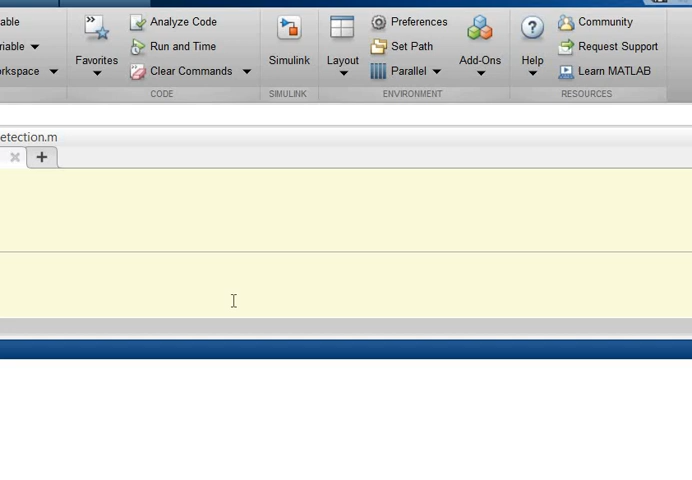 able
Analyze Code
Preferences
Community
riable
Run and Time
Set Path
Request Support
Favorites
Simulink
Layout
Add-Ons
Help
orkspace
Clear Commands
Parallel
Learn MATLAB
CODE
SIMULINK
ENVIRONMENT
RESOURCES
etection.m